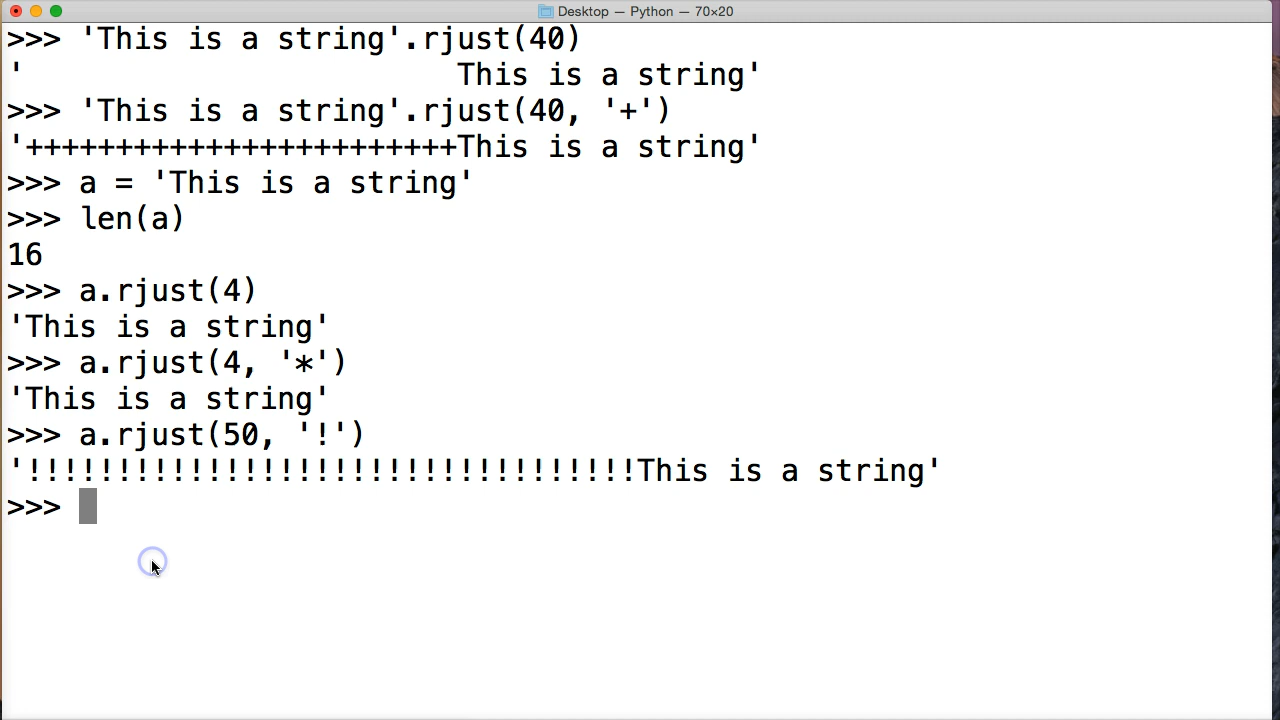 Desktop — Python — 70×20
>>> 'This is a string'.rjust(40)
'                        This is a string'
>>> 'This is a string'.rjust(40, '+')
'++++++++++++++++++++++++This is a string'
>>> a = 'This is a string'
>>> len(a)
16
>>> a.rjust(4)
'This is a string'
>>> a.rjust(4, '*')
'This is a string'
>>> a.rjust(50, '!')
'!!!!!!!!!!!!!!!!!!!!!!!!!!!!!!!!!!This is a string'
>>>